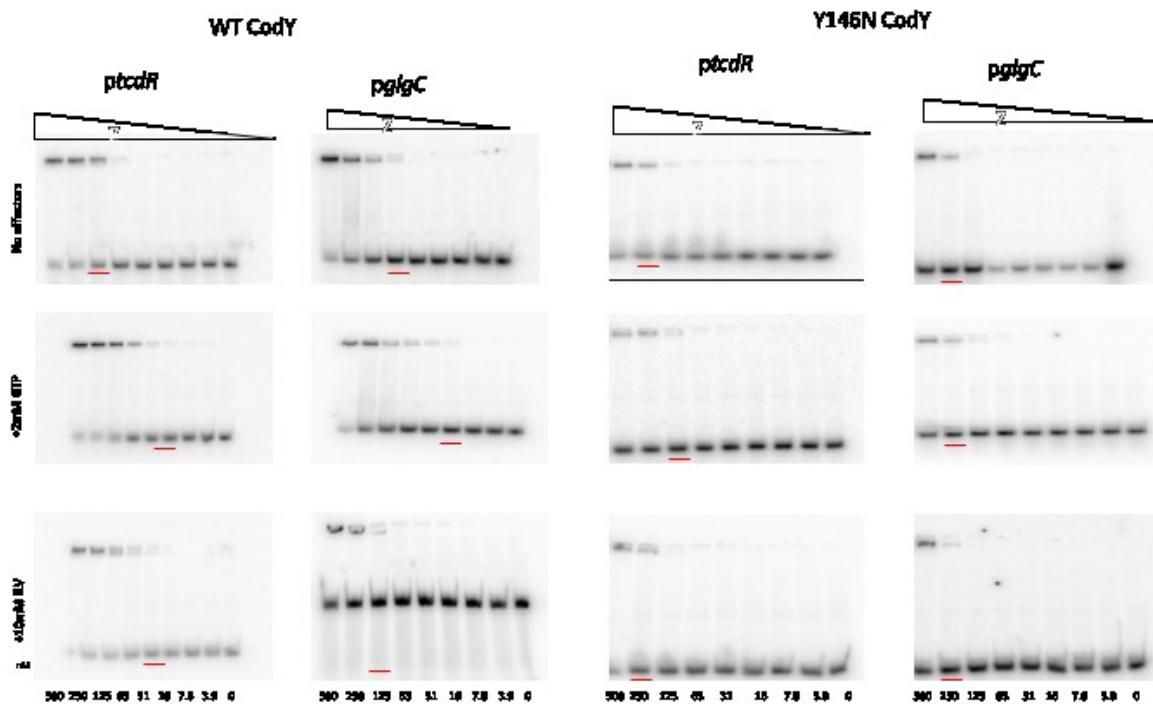 WT CodY
Y146N CodY
ptcdR
pglgC
ptcdR
pglgC
No effectors
+2mM GTP
+10mM ILV
nM
500 250 125 63 31 16 7.8 3.9 0
500 250 125 63 31 16 7.8 3.9 0
500 250 125 63 31 16 7.8 3.9 0
500 250 125 63 31 16 7.8 3.9 0